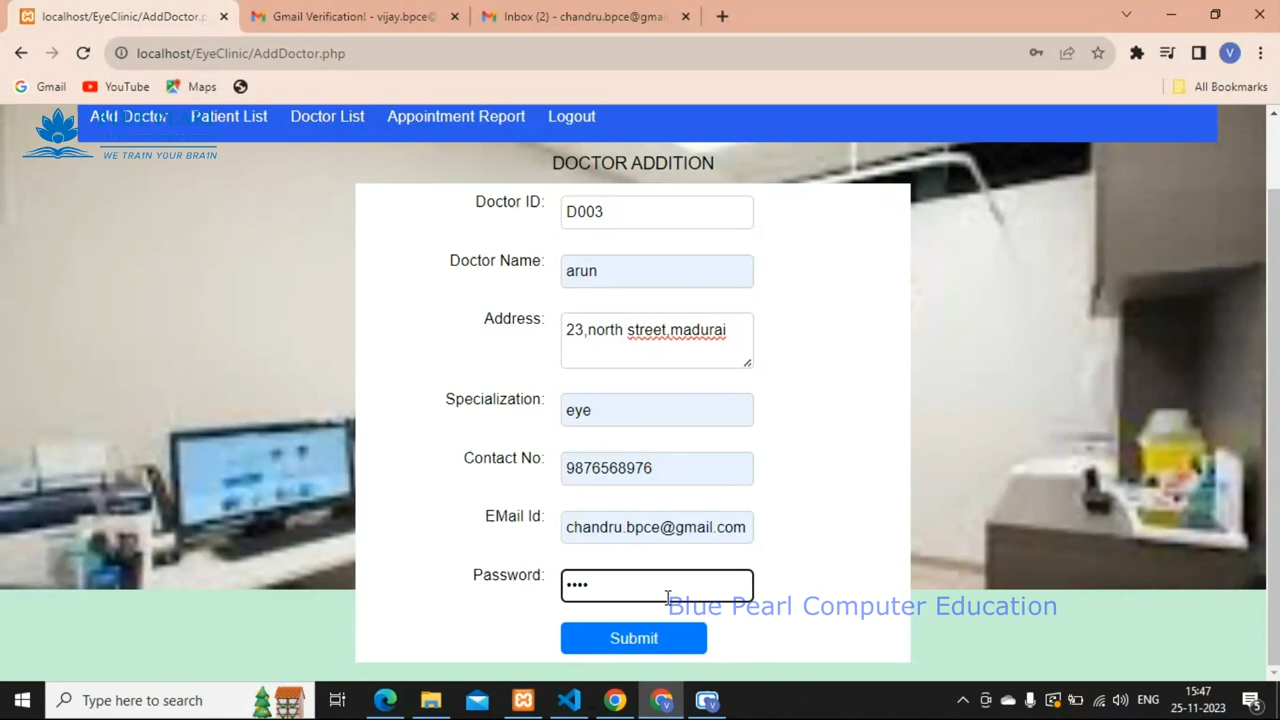 localhost/EyeClinic/AddDoctor.p
Gmail Verification! - vijay.bpce@
Inbox (2) - chandru.bpce@gmai
localhost/EyeClinic/AddDoctor.php
V
Gmail
YouTube
Maps
All Bookmarks
Add Doctor
Patient List
Doctor List
Appointment Report
Logout
WE TRAIN YOUR BRAIN
DOCTOR ADDITION
Doctor ID:
D003
Doctor Name:
arun
Address:
23,north street,madurai
Specialization:
eye
Contact No:
9876568976
EMail Id:
chandru.bpce@gmail.com
Password:
••••
Blue Pearl Computer Education
Submit
Type here to search
ENG
15:47
25-11-2023
5